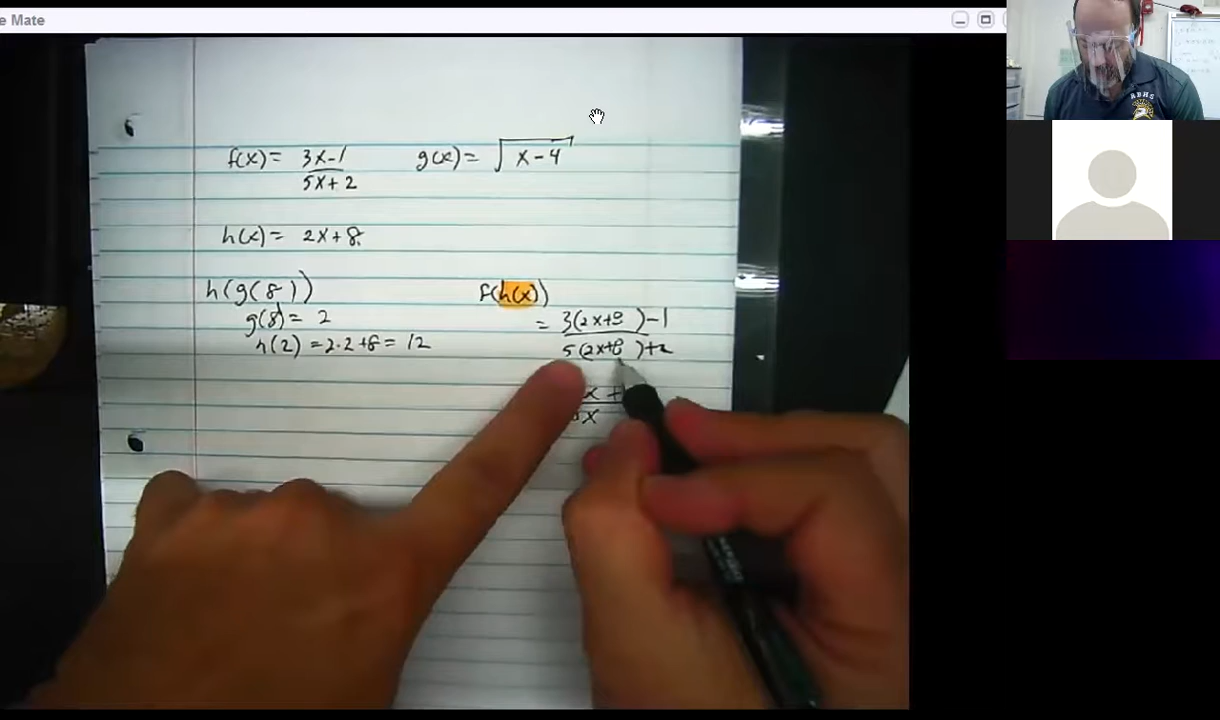 e Mate
f(x) = 3x-1 / 5x+2    g(x) = √x-4
h(x) = 2x+8
h(g(8))    f(h(x))
g(8) = 2
= 3(2x+8)-1 / 5(2x+8)+2
h(2) = 2·2+8 = 12
x +
x
RBHS